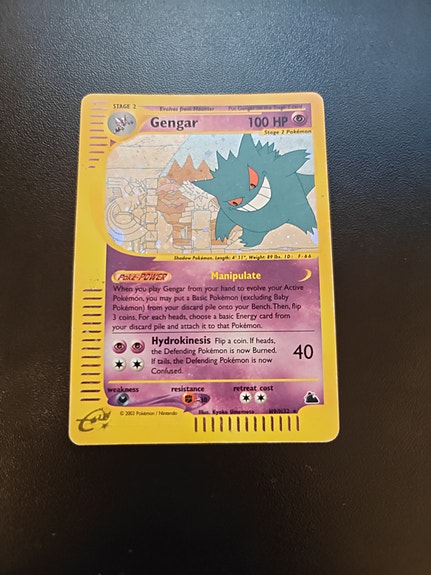 STAGE 2
Evolves from Haunter
Put Gengar on the Stage 1 card
Gengar
100 HP
Stage 2 Pokémon
Shadow Pokémon, Length: 4' 11", Weight: 89 lbs.
POKé-POWER
Manipulate
When you play Gengar from your hand to evolve your Active
Pokémon, you may put a Basic Pokémon (excluding Baby
Pokémon) from your discard pile onto your Bench. Then, flip
3 coins. For each heads, choose a basic Energy card from
your discard pile and attach it to that Pokémon.
Hydrokinesis Flip a coin. If heads,
the Defending Pokémon is now Burned.
If tails, the Defending Pokémon is now
Confused.
40
weakness
resistance
-30
retreat cost
© 2003 Pokémon / Nintendo
Illus. Kyoko Umemoto
H9/H32